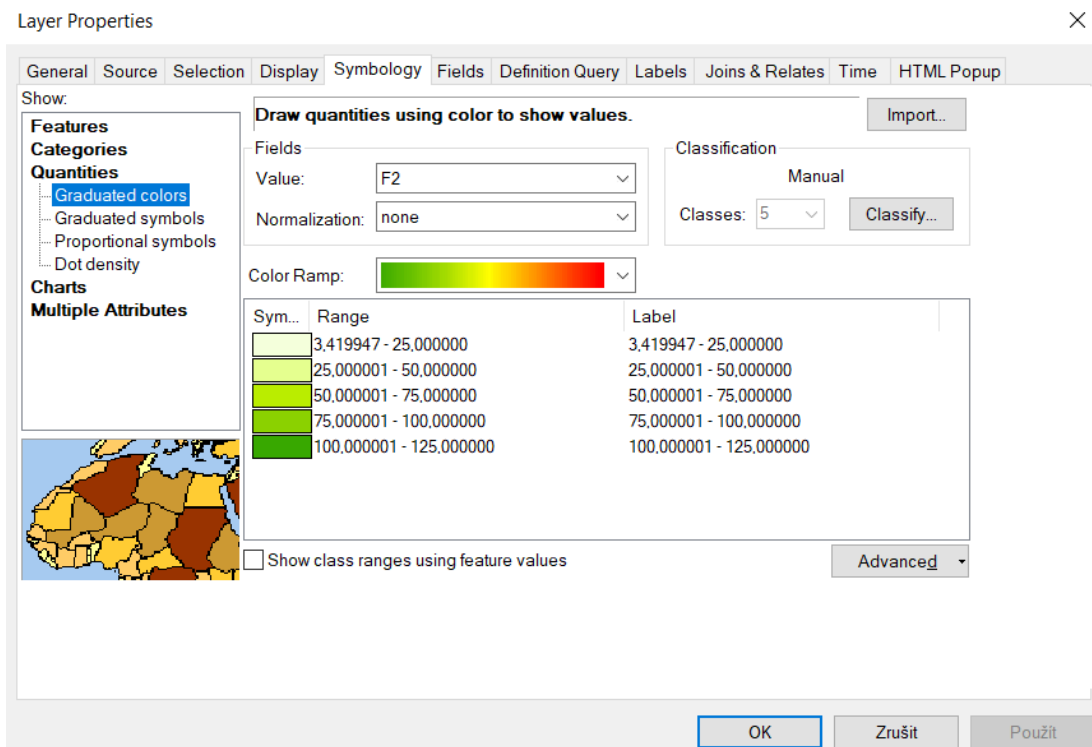 Layer Properties
General Source Selection Display Symbology Fields Definition Query Labels Joins & Relates Time HTML Popup
Show:
Features
Categories
Quantities
Graduated colors
Graduated symbols
Proportional symbols
Dot density
Charts
Multiple Attributes
Draw quantities using color to show values.
Import...
Fields
Value: F2
Normalization: none
Classification
Manual
Classes: 5 Classify...
Color Ramp:
Sym... Range Label
3,419947 - 25,000000 3,419947 - 25,000000
25,000001 - 50,000000 25,000001 - 50,000000
50,000001 - 75,000000 50,000001 - 75,000000
75,000001 - 100,000000 75,000001 - 100,000000
100,000001 - 125,000000 100,000001 - 125,000000
Show class ranges using feature values
Advanced
OK Zrušit Použít